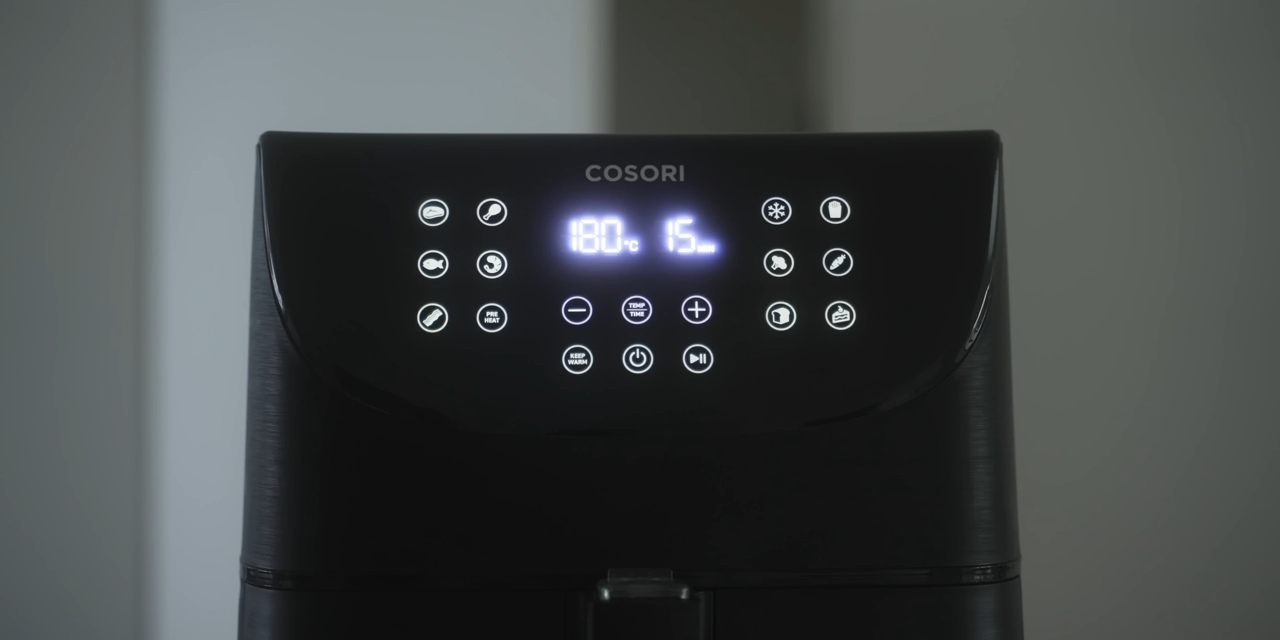 COSORI
180°C 15MIN
TEMP
TIME
PRE
HEAT
KEEP
WARM